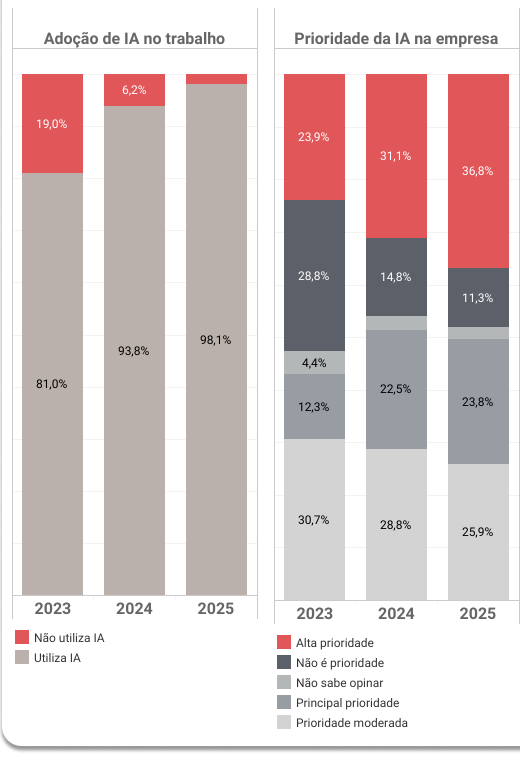 Adoção de IA no trabalho
19,0%
6,2%
81,0%
93,8%
98,1%
2023 2024 2025
Não utiliza IA
Utiliza IA
Prioridade da IA na empresa
23,9%
31,1%
36,8%
28,8%
14,8%
11,3%
4,4%
12,3%
22,5%
23,8%
30,7%
28,8%
25,9%
2023 2024 2025
Alta prioridade
Não é prioridade
Não sabe opinar
Principal prioridade
Prioridade moderada